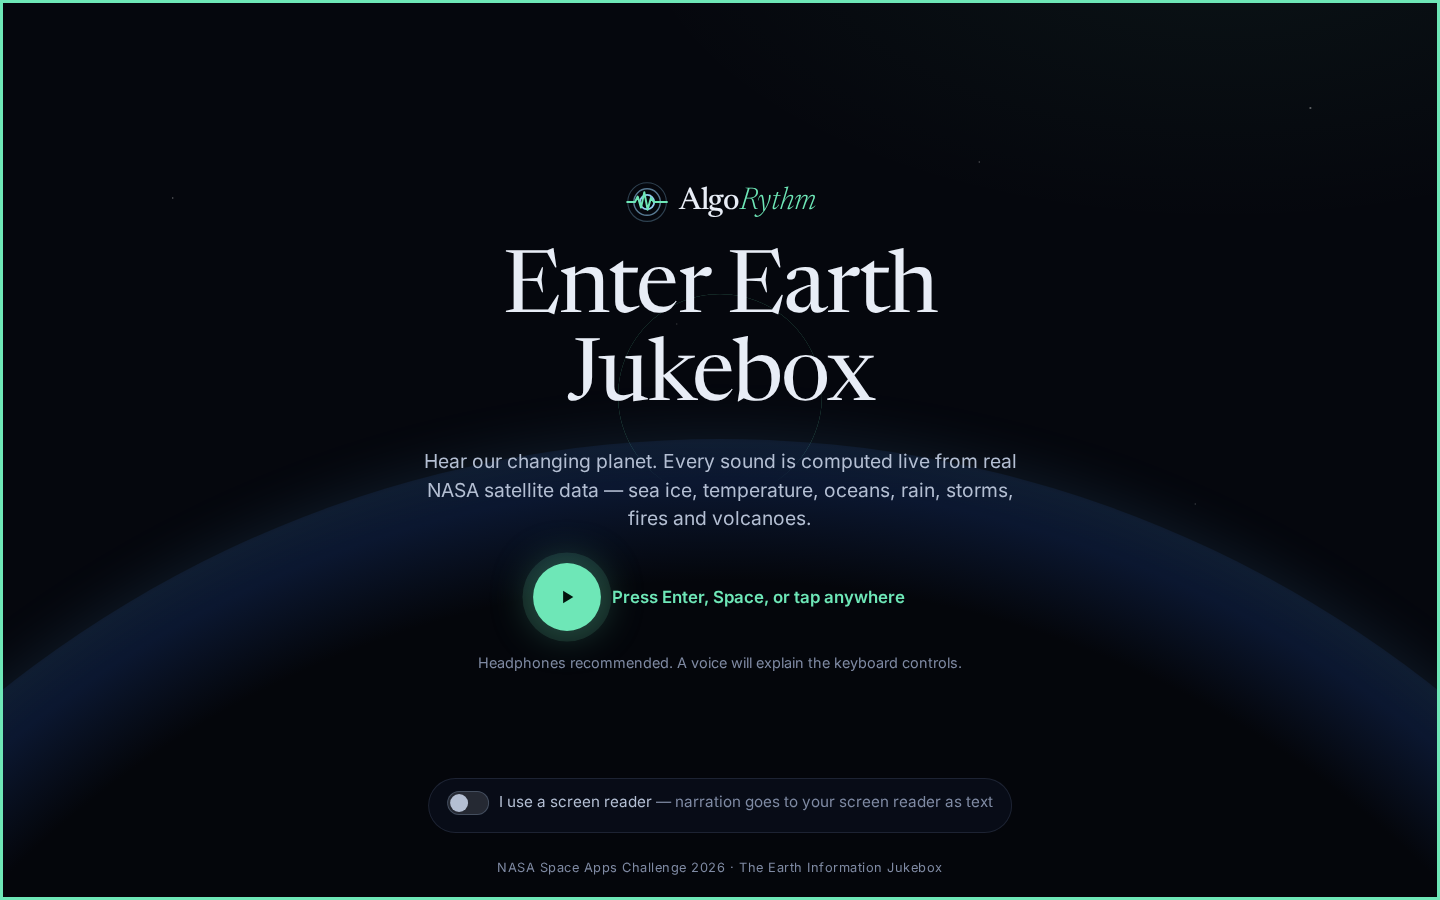 AlgoRythm
Enter Earth
Jukebox
Hear our changing planet. Every sound is computed live from real
NASA satellite data — sea ice, temperature, oceans, rain, storms,
fires and volcanoes.
Press Enter, Space, or tap anywhere
Headphones recommended. A voice will explain the keyboard controls.
I use a screen reader — narration goes to your screen reader as text
NASA Space Apps Challenge 2026 · The Earth Information Jukebox